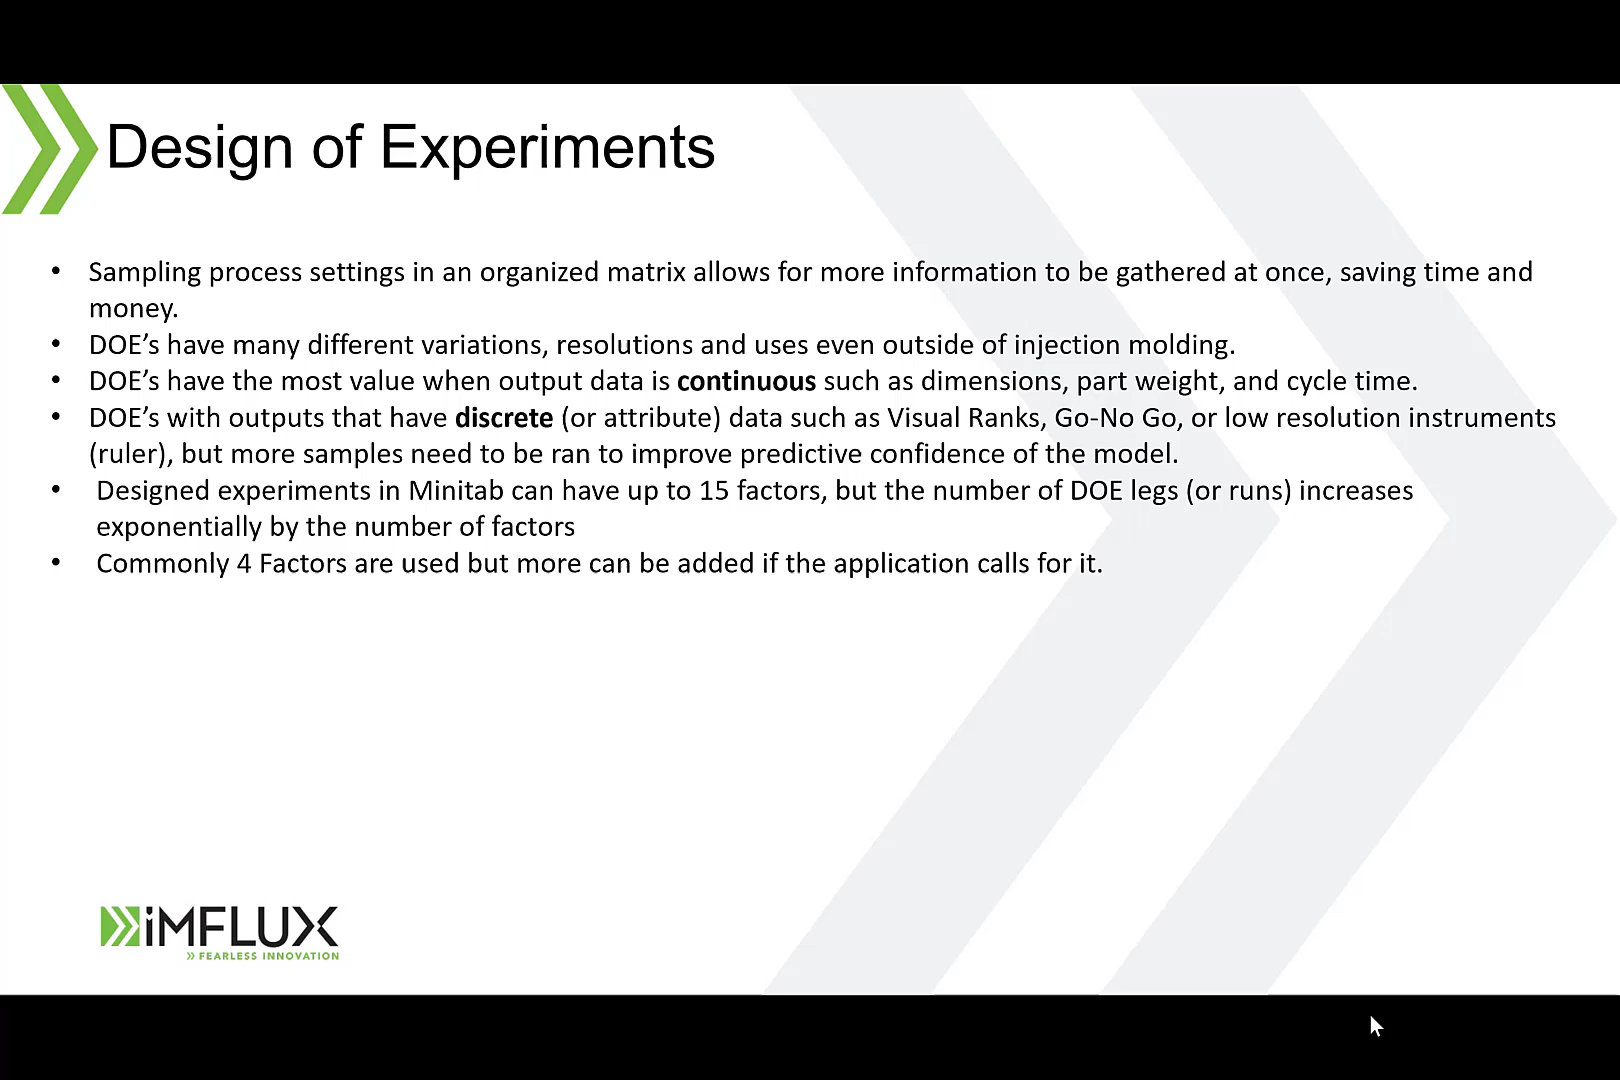 Design of Experiments
• Sampling process settings in an organized matrix allows for more information to be gathered at once, saving time and
money.
• DOE’s have many different variations, resolutions and uses even outside of injection molding.
• DOE’s have the most value when output data is continuous such as dimensions, part weight, and cycle time.
• DOE’s with outputs that have discrete (or attribute) data such as Visual Ranks, Go-No Go, or low resolution instruments
(ruler), but more samples need to be ran to improve predictive confidence of the model.
• Designed experiments in Minitab can have up to 15 factors, but the number of DOE legs (or runs) increases
exponentially by the number of factors
• Commonly 4 Factors are used but more can be added if the application calls for it.
iMFLUX
» FEARLESS INNOVATION